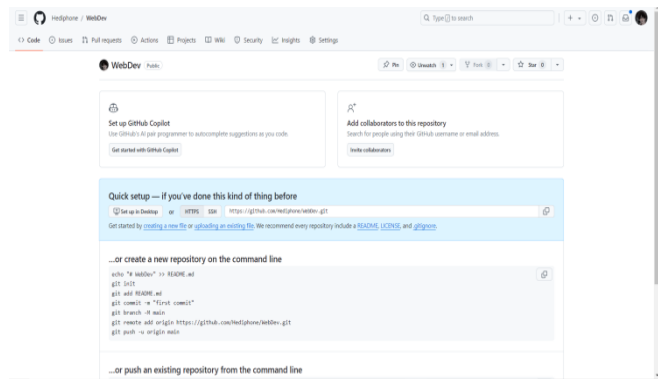 Hediphone / WebDev
Type / to search
Code Issues Pull requests Actions Projects Wiki Security Insights Settings
WebDev Public
Pin Unwatch 1 Fork 0 Star 0
Set up GitHub Copilot
Use GitHub's AI pair programmer to autocomplete suggestions as you code.
Get started with GitHub Copilot
Add collaborators to this repository
Search for people using their GitHub username or email address.
Invite collaborators
Quick setup — if you've done this kind of thing before
Set up in Desktop or HTTPS SSH https://github.com/Hediphone/WebDev.git
Get started by creating a new file or uploading an existing file. We recommend every repository include a README, LICENSE, and .gitignore.
...or create a new repository on the command line
echo "# WebDev" >> README.md
git init
git add README.md
git commit -m "first commit"
git branch -M main
git remote add origin https://github.com/Hediphone/WebDev.git
git push -u origin main
...or push an existing repository from the command line